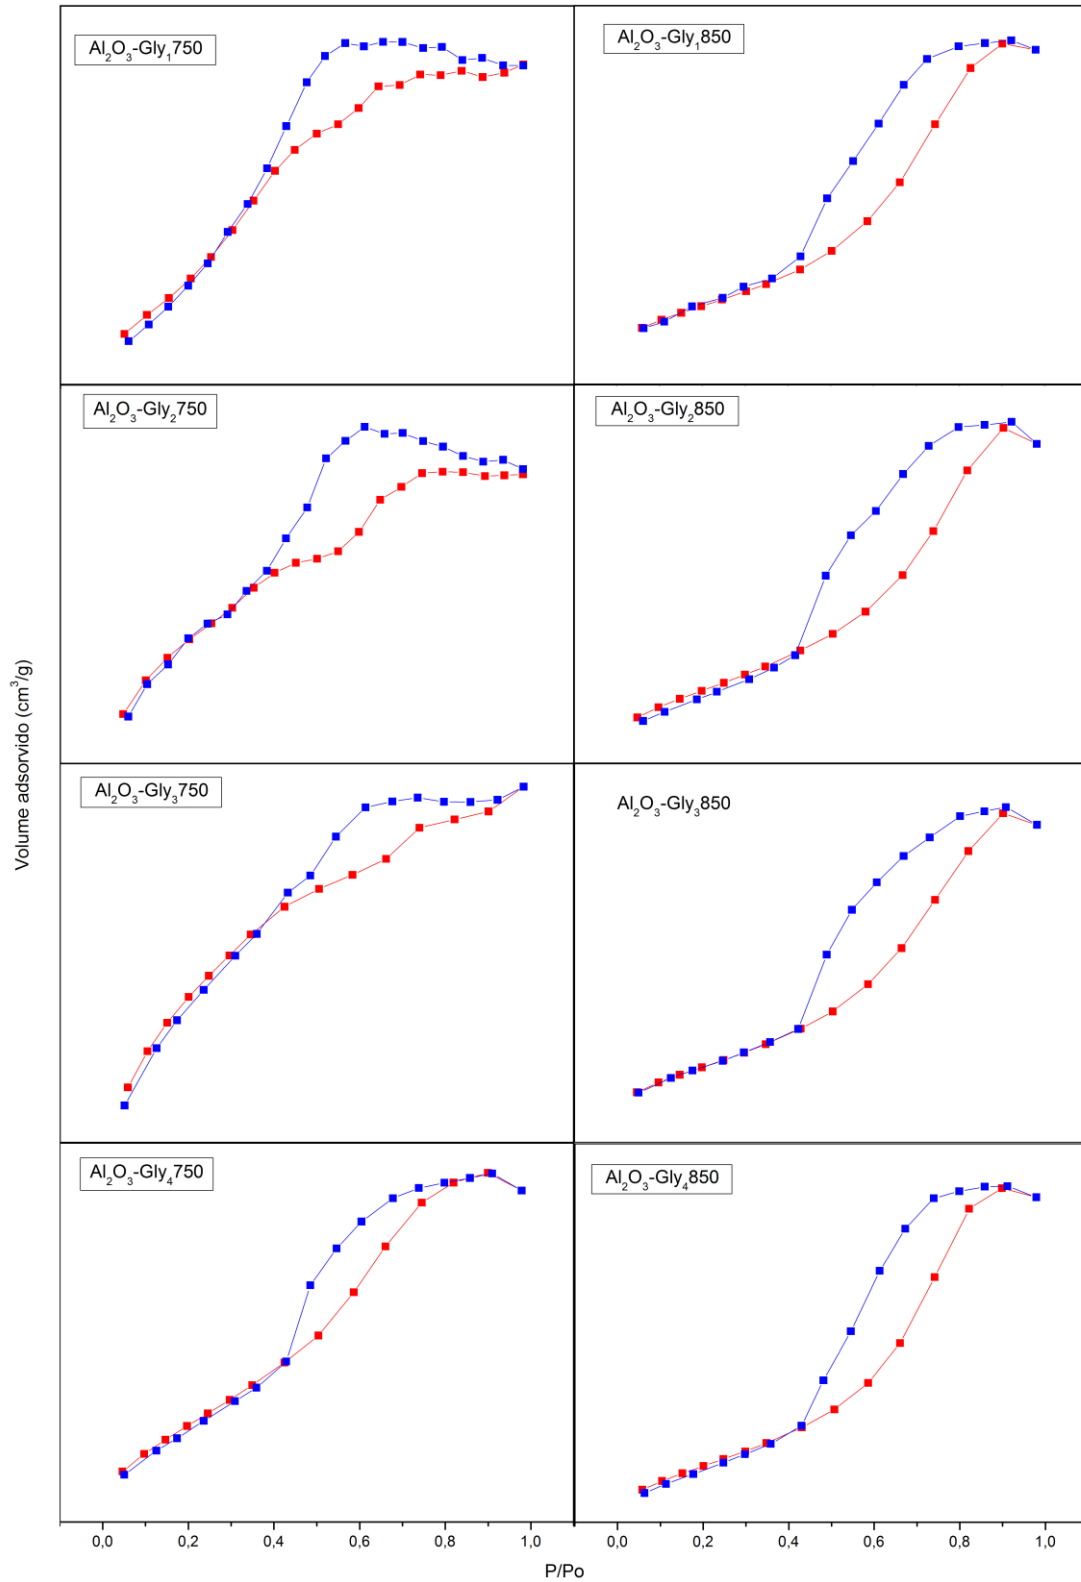 Al₂O₃-Gly₁750
Al₂O₃-Gly₁850
Al₂O₃-Gly₂750
Al₂O₃-Gly₂850
Volume adsorvido (cm³/g)
Al₂O₃-Gly₃750
Al₂O₃-Gly₃850
Al₂O₃-Gly₄750
Al₂O₃-Gly₄850
0,0 0,2 0,4 0,6 0,8 1,0
0,0 0,2 0,4 0,6 0,8 1,0
P/Po